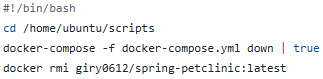 #!/bin/bash
cd /home/ubuntu/scripts
docker-compose -f docker-compose.yml down | true
docker rmi giry0612/spring-petclinic:latest